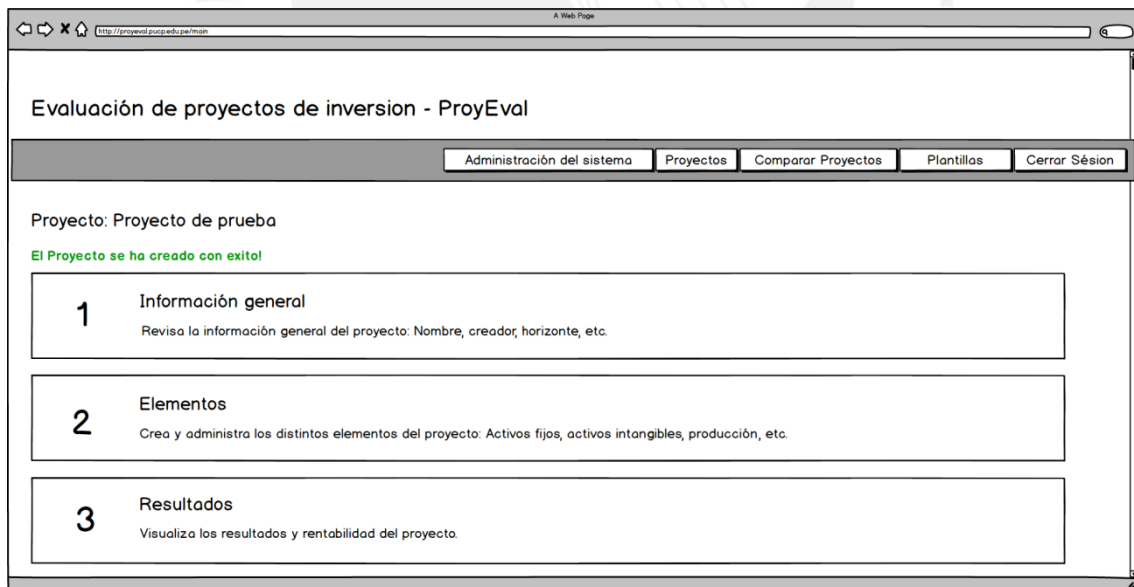 A Web Page
http://proyeval.pucp.edu.pe/main
Evaluación de proyectos de inversion - ProyEval
Administración del sistema Proyectos Comparar Proyectos Plantillas Cerrar Sésion
Proyecto: Proyecto de prueba
El Proyecto se ha creado con exito!
1
Información general
Revisa la información general del proyecto: Nombre, creador, horizonte, etc.
2
Elementos
Crea y administra los distintos elementos del proyecto: Activos fijos, activos intangibles, producción, etc.
3
Resultados
Visualiza los resultados y rentabilidad del proyecto.